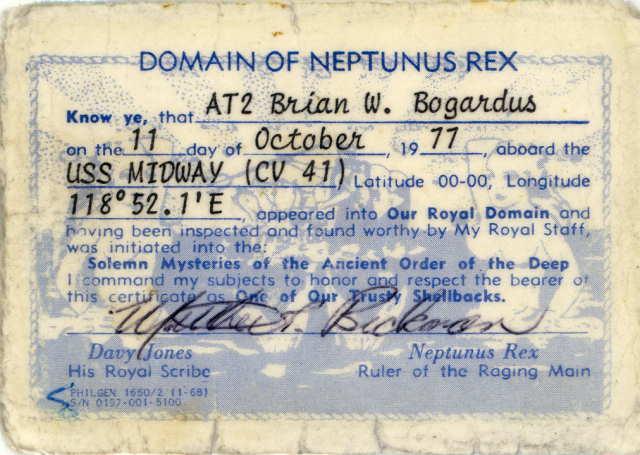 DOMAIN OF NEPTUNUS REX
Know ye, that AT2 Brian W. Bogardus
on the 11 day of October, 19 77, aboard the
USS MIDWAY (CV 41) Latitude 00-00, Longitude
118°52.1'E, appeared into Our Royal Domain and
having been inspected and found worthy by My Royal Staff,
was initiated into the:
Solemn Mysteries of the Ancient Order of the Deep
I command my subjects to honor and respect the bearer of
this certificate as One of Our Trusty Shellbacks.
Davy Jones Neptunus Rex
His Royal Scribe Ruler of the Raging Main
PHILGEN 1650/2 (1-68)
S/N 0197-001-5100